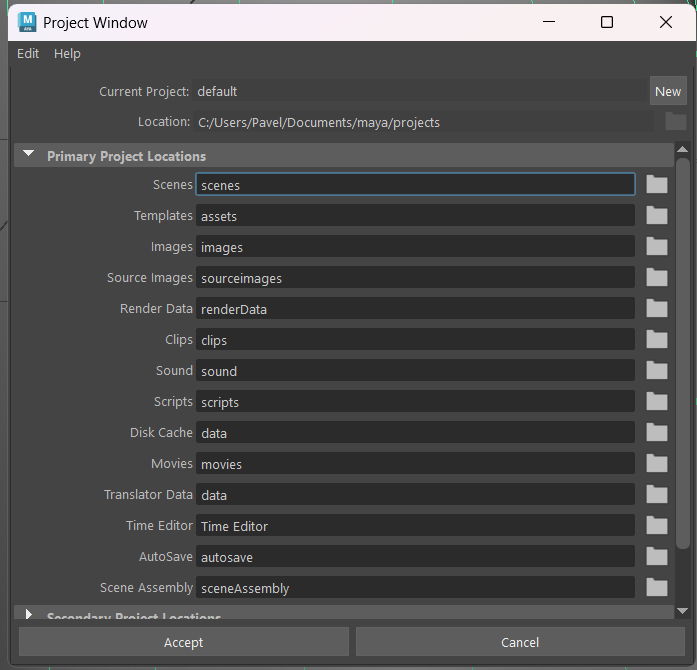 M
AYA
Project Window
Edit Help
Current Project: default
New
Location: C:/Users/Pavel/Documents/maya/projects
Primary Project Locations
Scenes scenes
Templates assets
Images images
Source Images sourceimages
Render Data renderData
Clips clips
Sound sound
Scripts scripts
Disk Cache data
Movies movies
Translator Data data
Time Editor Time Editor
AutoSave autosave
Scene Assembly sceneAssembly
Secondary Project Locations
Accept Cancel